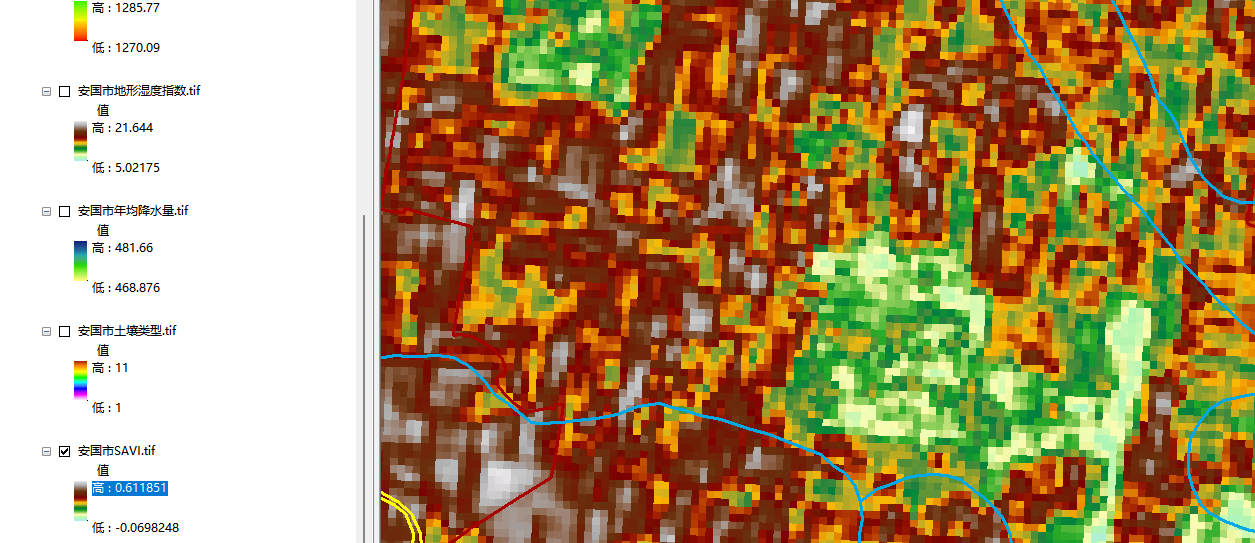 高 : 1285.77
低 : 1270.09
安国市地形湿度指数.tif
值
高 : 21.644
低 : 5.02175
安国市年均降水量.tif
值
高 : 481.66
低 : 468.876
安国市土壤类型.tif
值
高 : 11
低 : 1
安国市SAVI.tif
值
高 : 0.611851
低 : -0.0698248